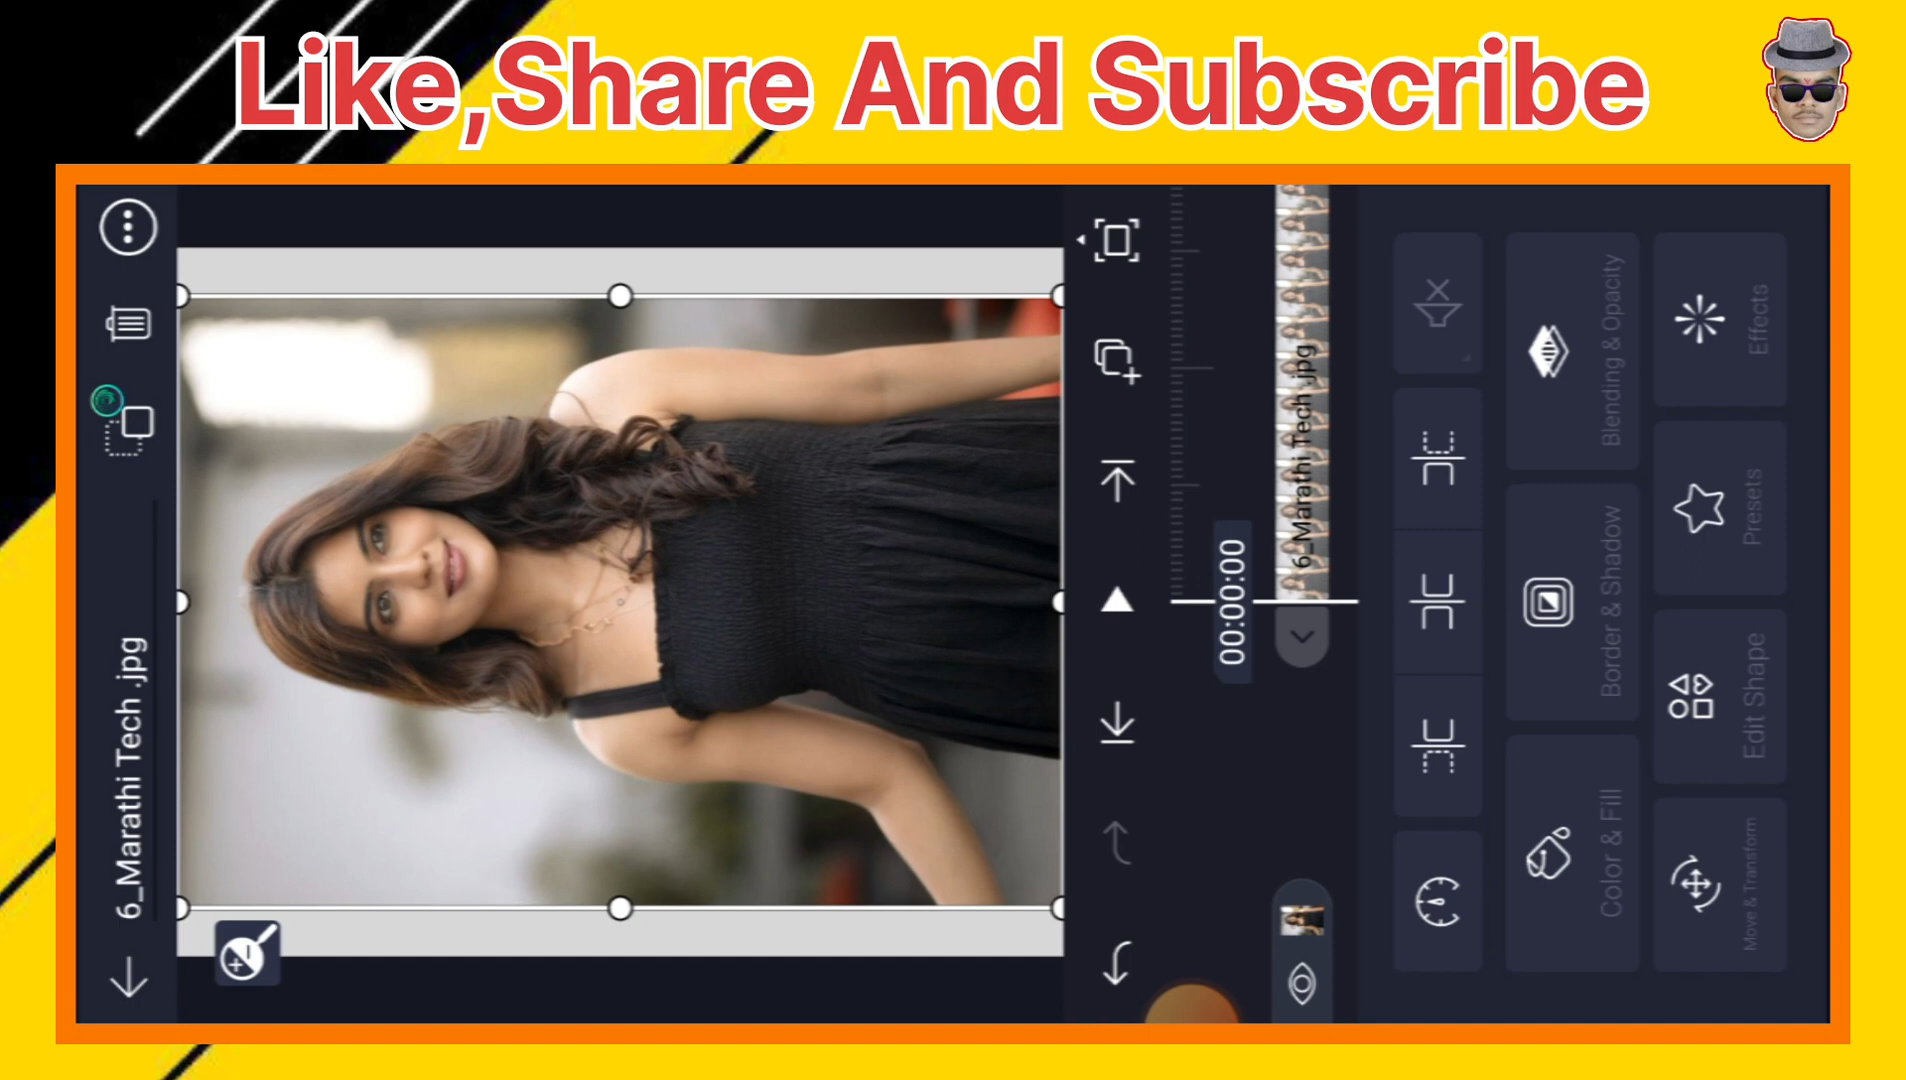 Like,Share And Subscribe
6_Marathi Tech .jpg
00:00:00
6_Marathi Tech .jpg
Color & Fill
Border & Shadow
Blending & Opacity
Move & Transform
Edit Shape
Presets
Effects